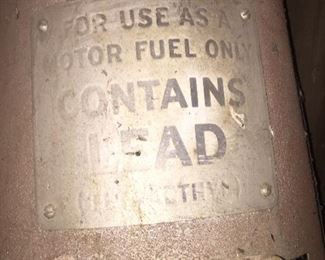 FOR USE AS A
MOTOR FUEL ONLY
CONTAINS
LEAD